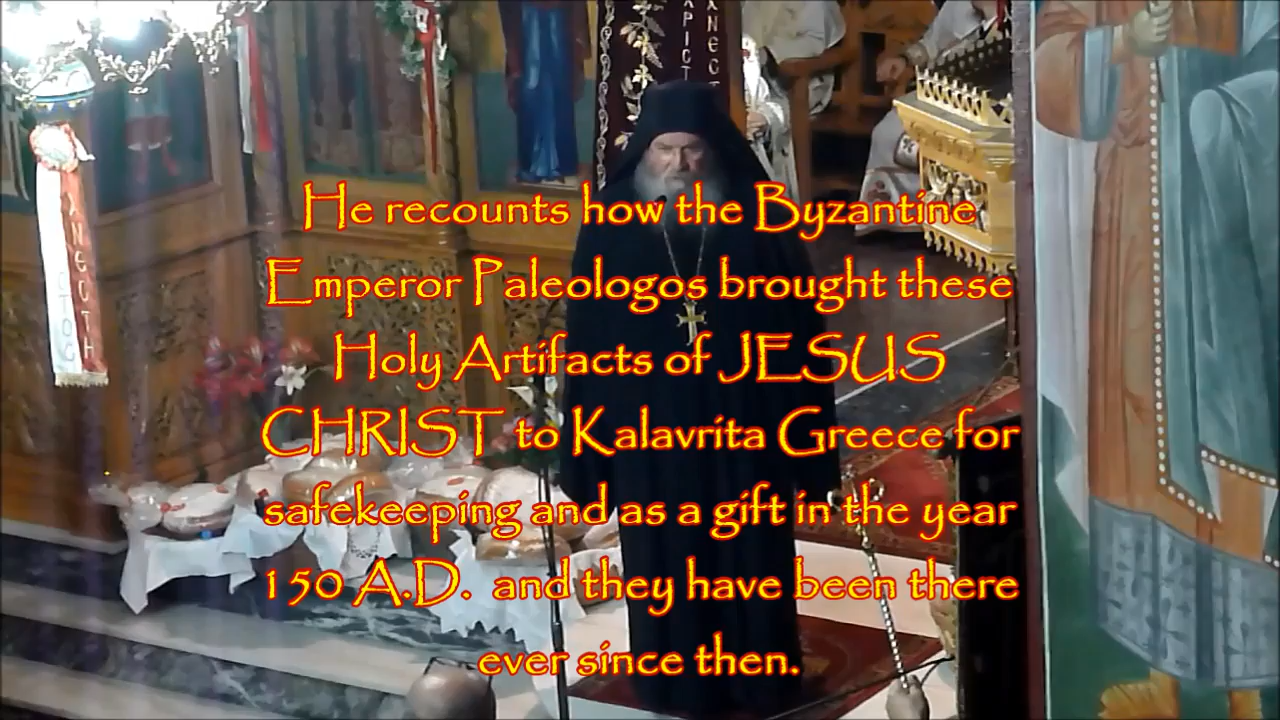 He recounts how the Byzantine
Emperor Paleologos brought these
Holy Artifacts of JESUS
CHRIST to Kalavrita Greece for
safekeeping and as a gift in the year
150 A.D. and they have been there
ever since then.